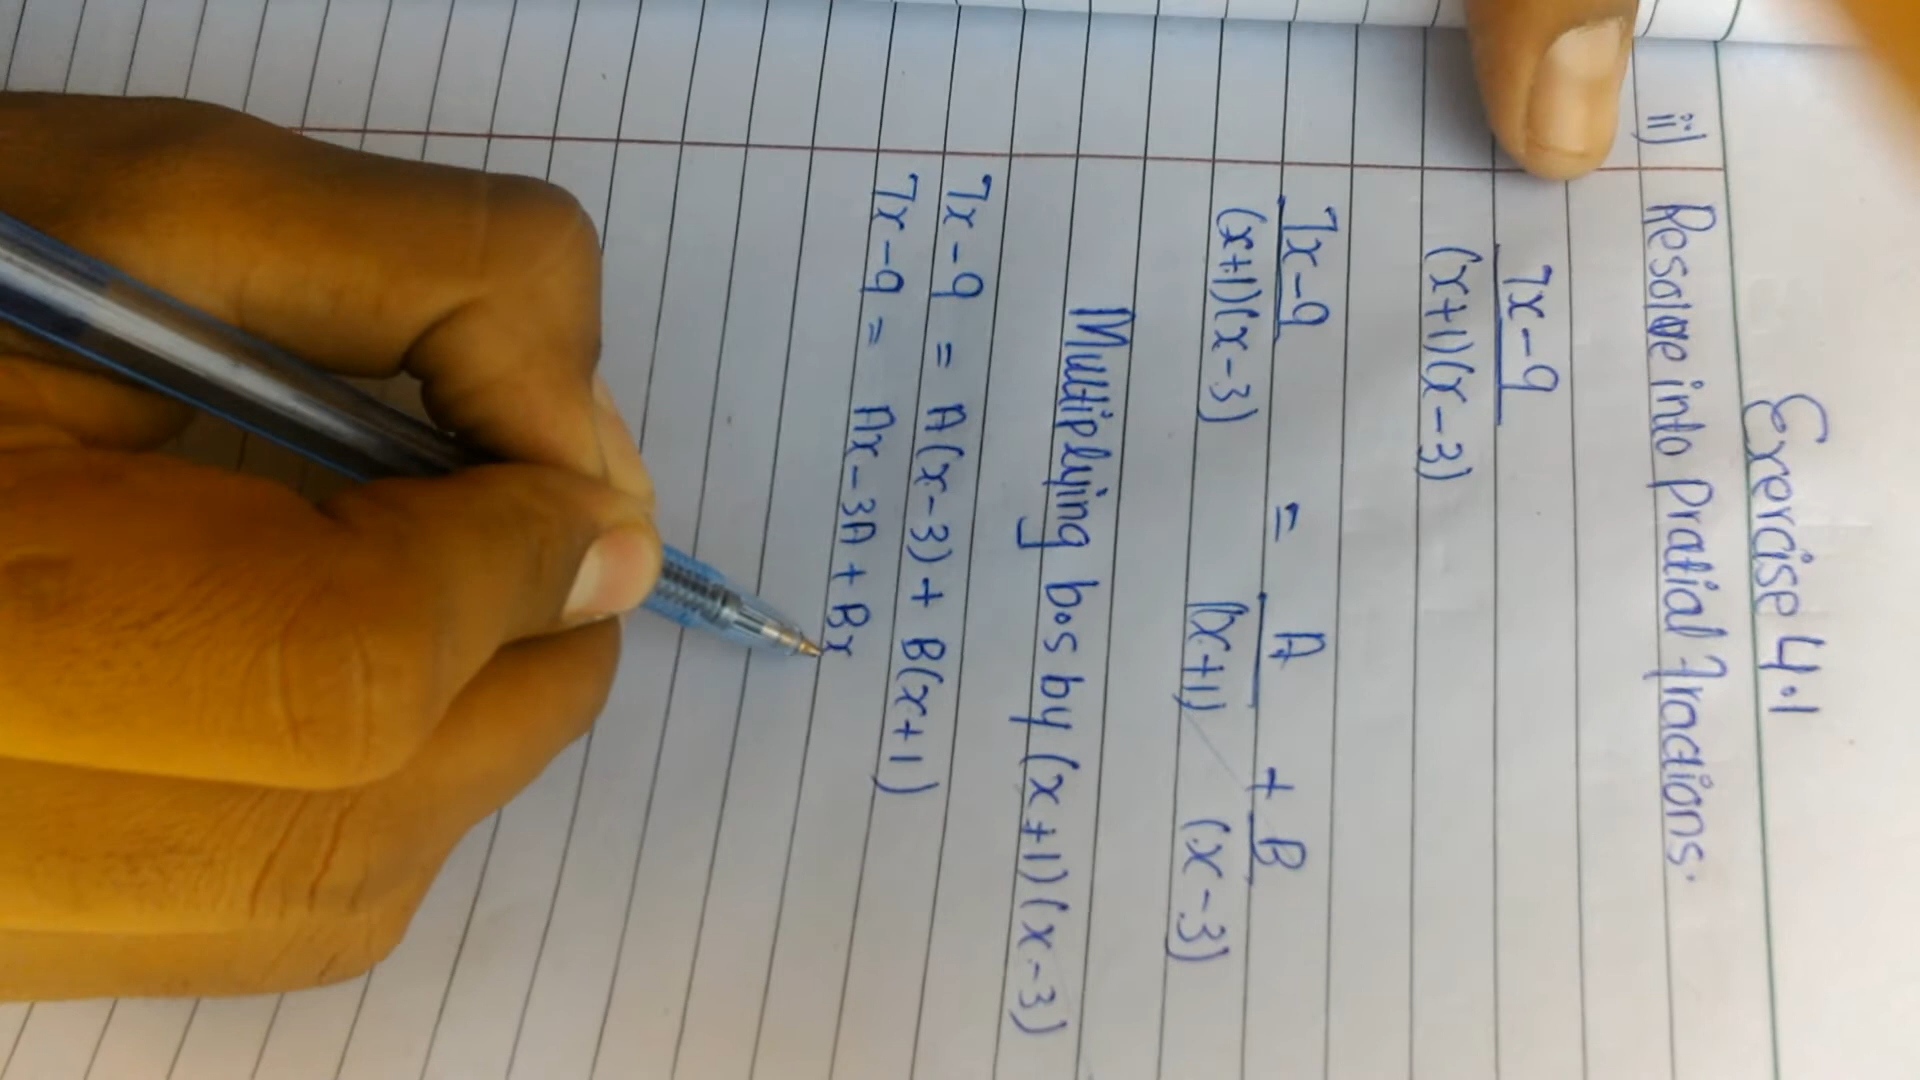 Exercise 4.1
ii) Resolve into Pratial Fractions.
7x-9
(x+1)(x-3)
7x-9 = A + B
(x+1)(x-3) (x+1) (x-3)
Multiplying b.s by (x+1)(x-3)
7x-9 = A(x-3) + B(x+1)
7x-9 = Ax-3A + Bx